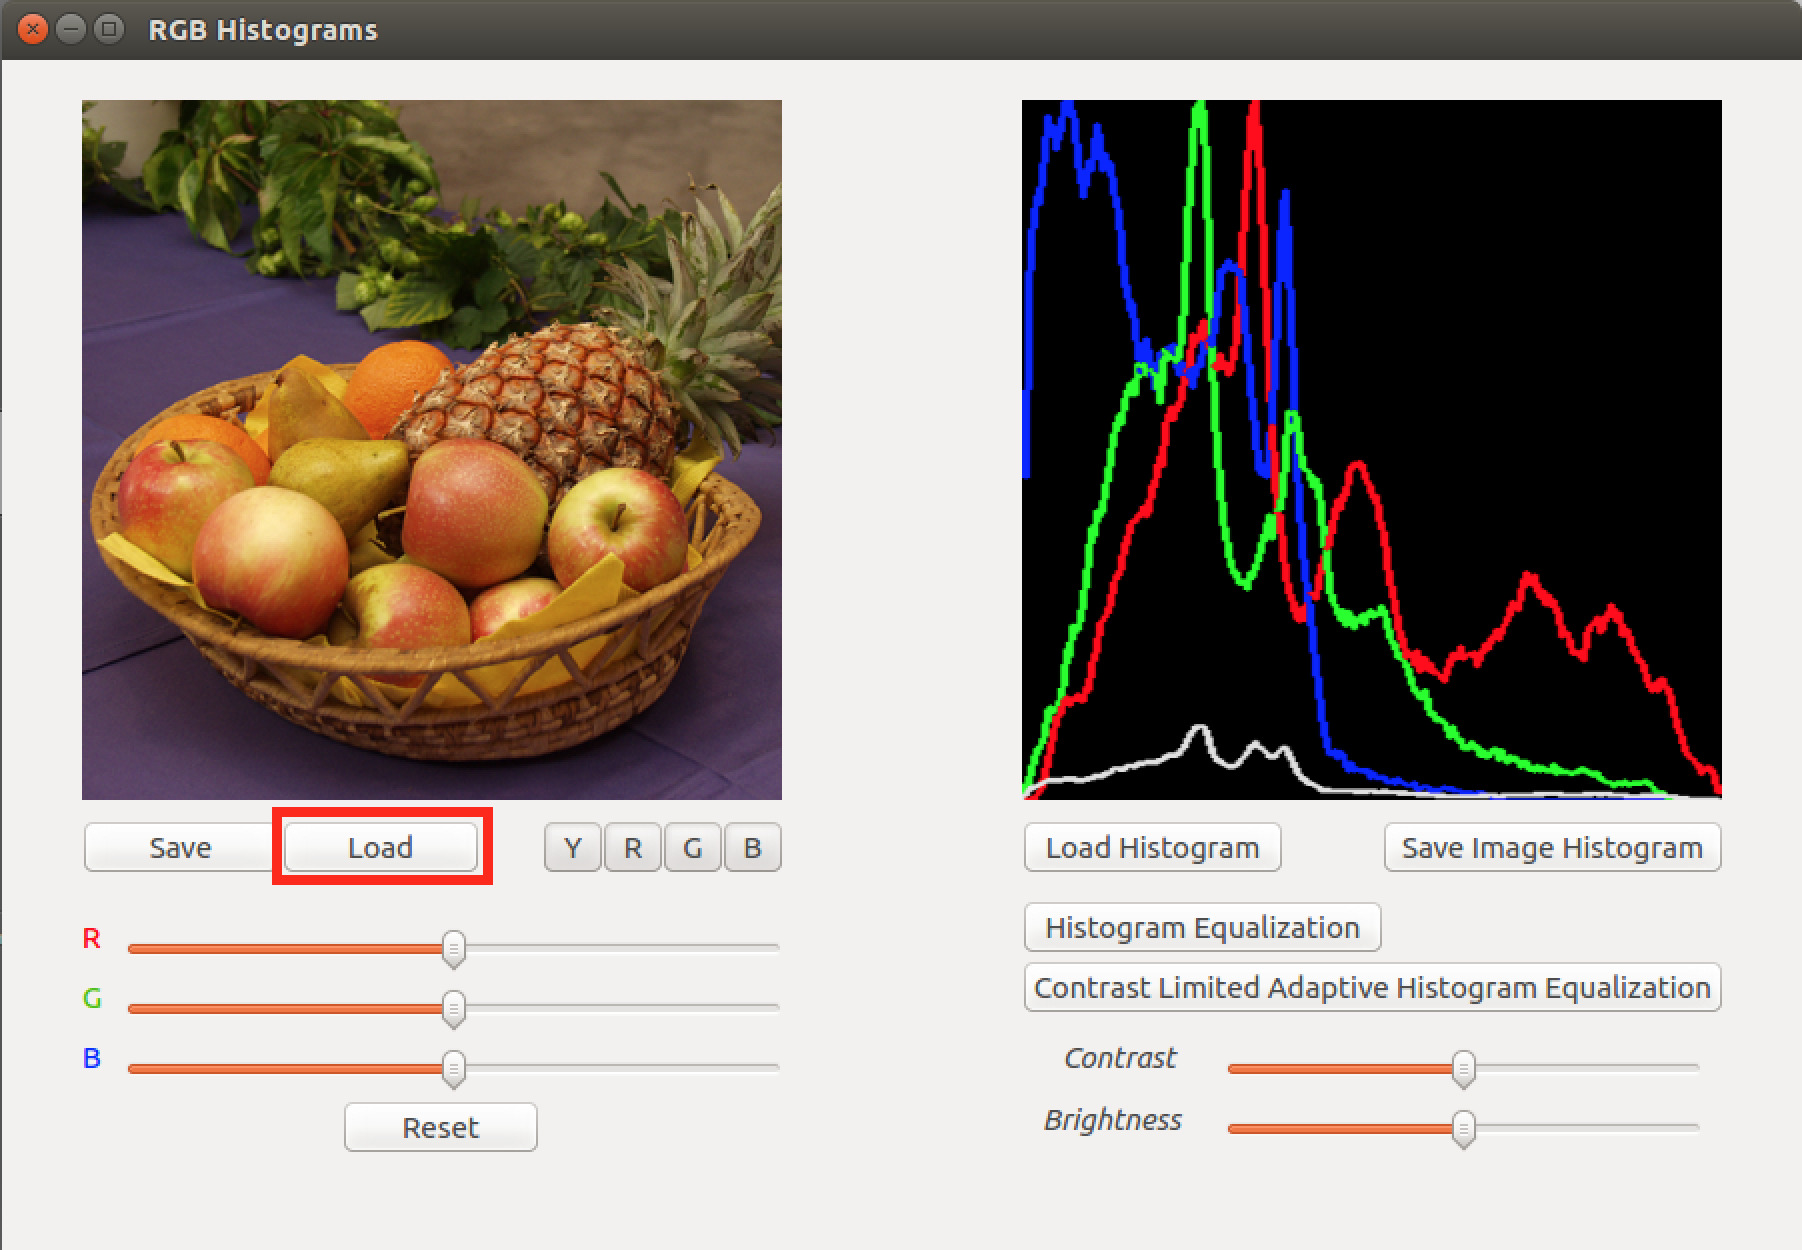 RGB Histograms
Save Load Y R G B
Load Histogram Save Image Histogram
Histogram Equalization
Contrast Limited Adaptive Histogram Equalization
R
G
B
Reset
Contrast
Brightness